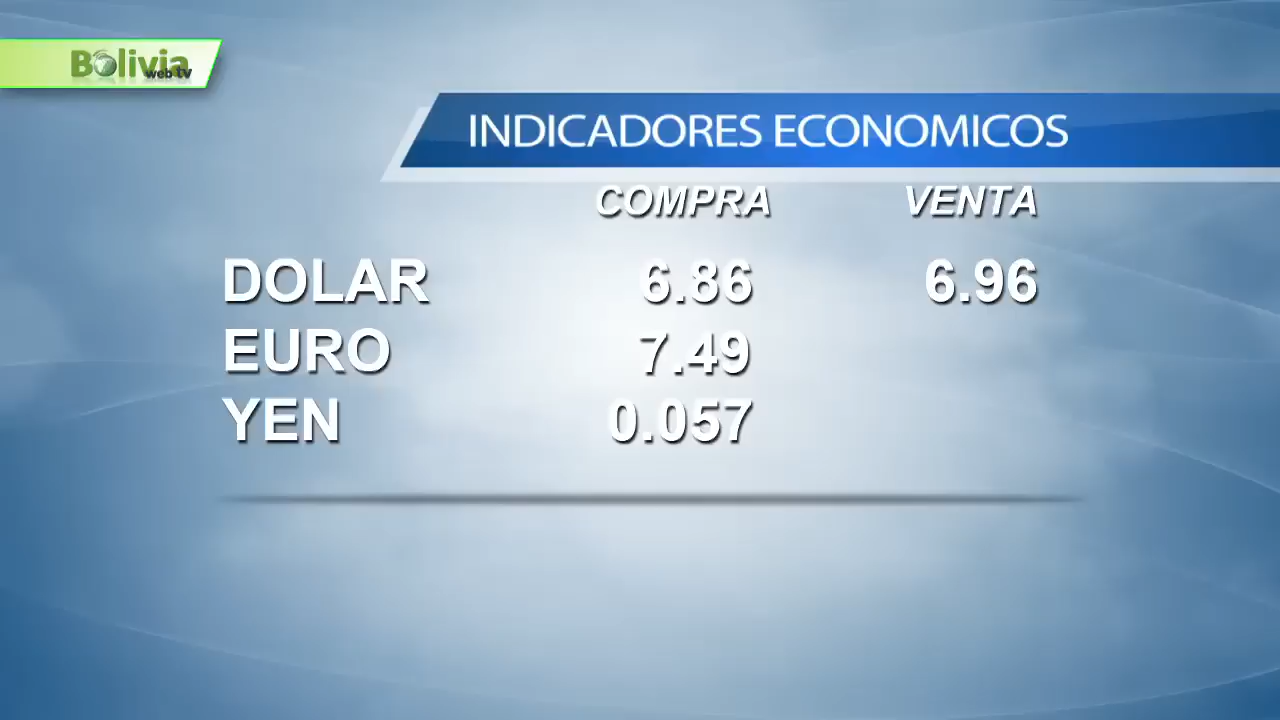 Bolivia
web tv
INDICADORES ECONOMICOS
COMPRA VENTA
DOLAR 6.86 6.96
EURO 7.49
YEN 0.057